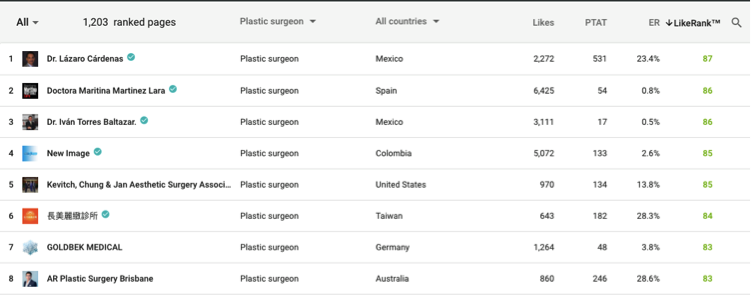 All 1,203 ranked pages Plastic surgeon All countries Likes PTAT ER LikeRank™
1 Dr. Lázaro Cárdenas Plastic surgeon Mexico 2,272 531 23.4% 87
2 Doctora Maritina Martinez Lara Plastic surgeon Spain 6,425 54 0.8% 86
3 Dr. Iván Torres Baltazar. Plastic surgeon Mexico 3,111 17 0.5% 86
4 New Image Plastic surgeon Colombia 5,072 133 2.6% 85
5 Kevitch, Chung & Jan Aesthetic Surgery Associ... Plastic surgeon United States 970 134 13.8% 85
6 長美麗緻診所 Plastic surgeon Taiwan 643 182 28.3% 84
7 GOLDBEK MEDICAL Plastic surgeon Germany 1,264 48 3.8% 83
8 AR Plastic Surgery Brisbane Plastic surgeon Australia 860 246 28.6% 83